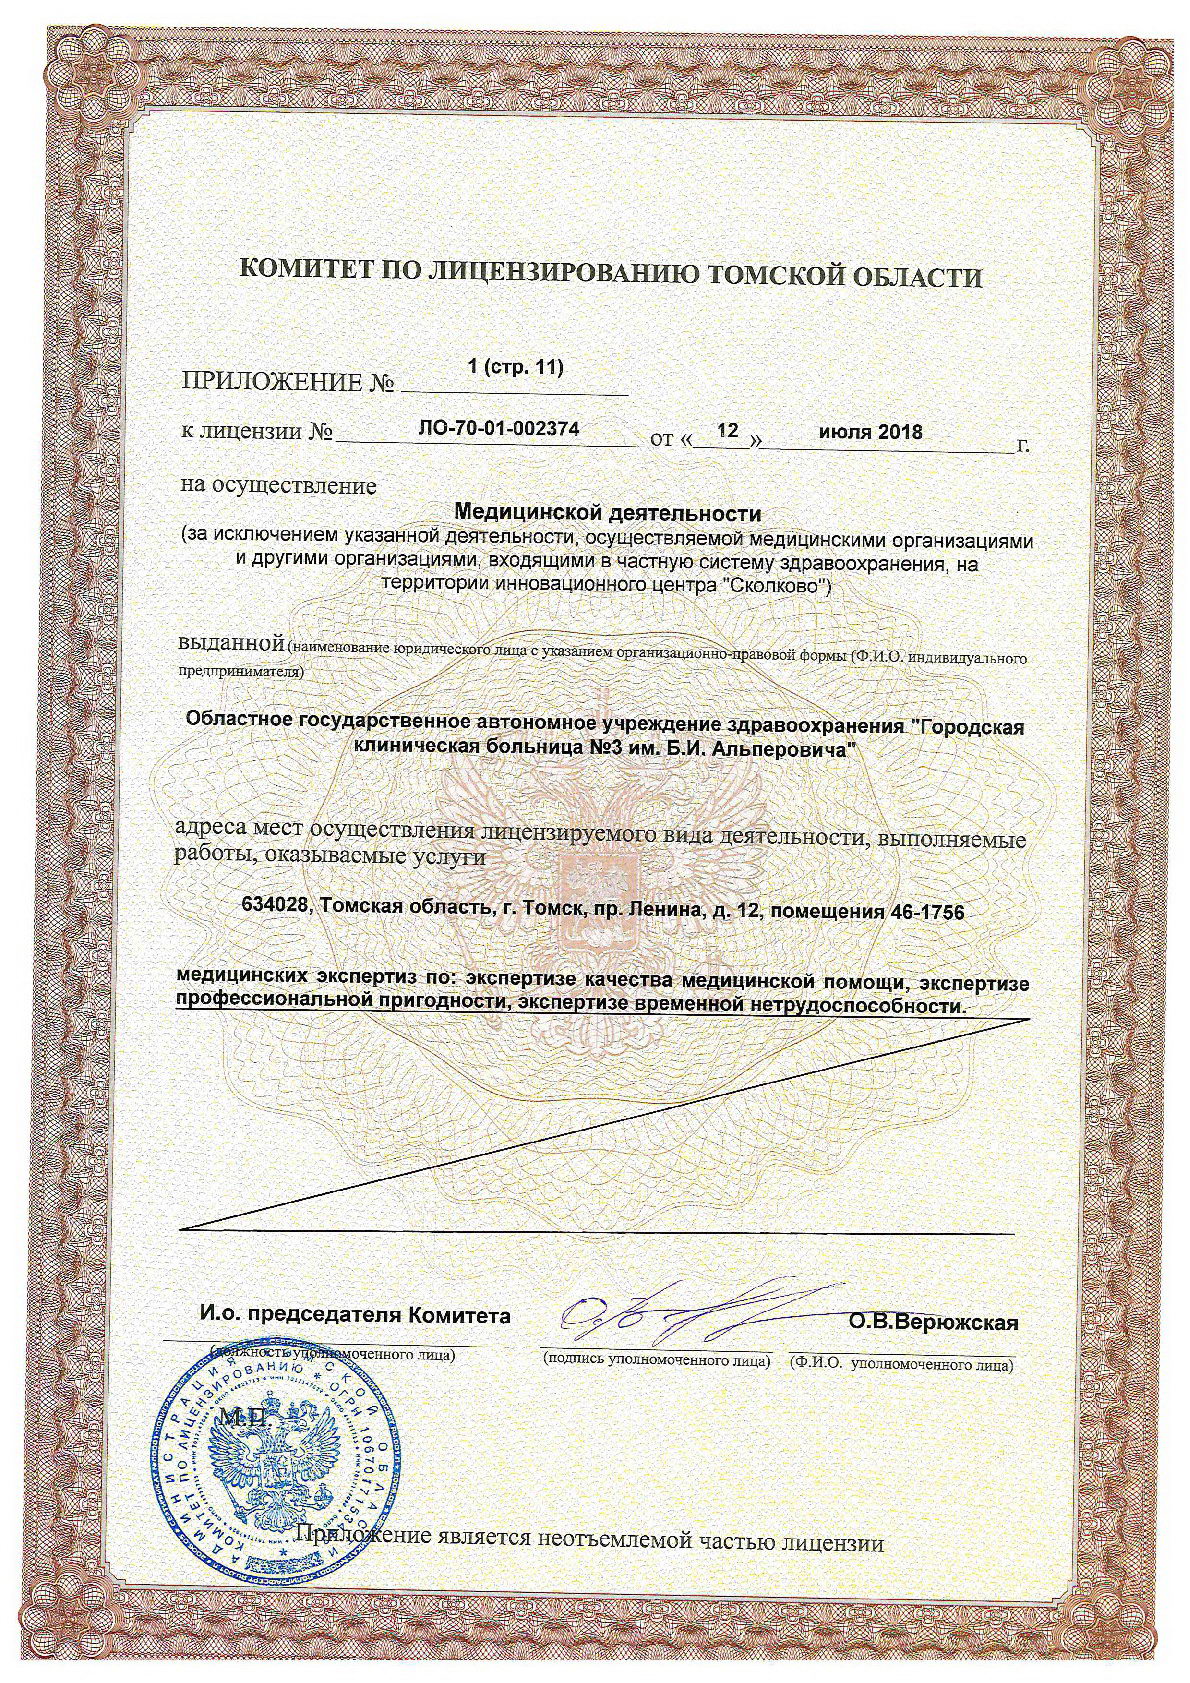 КОМИТЕТ ПО ЛИЦЕНЗИРОВАНИЮ ТОМСКОЙ ОБЛАСТИ
ПРИЛОЖЕНИЕ № 1 (стр. 11)
к лицензии № ЛО-70-01-002374 от « 12 » июля 2018 г.
на осуществление
Медицинской деятельности
(за исключением указанной деятельности, осуществляемой медицинскими организациями
и другими организациями, входящими в частную систему здравоохранения, на
территории инновационного центра "Сколково")
выданной (наименование юридического лица с указанием организационно-правовой формы (Ф.И.О. индивидуального
предпринимателя)
Областное государственное автономное учреждение здравоохранения "Городская
клиническая больница №3 им. Б.И. Альперовича"
адреса мест осуществления лицензируемого вида деятельности, выполняемые
работы, оказываемые услуги
634028, Томская область, г. Томск, пр. Ленина, д. 12, помещения 46-1756
медицинских экспертиз по: экспертизе качества медицинской помощи, экспертизе
профессиональной пригодности, экспертизе временной нетрудоспособности.
И.о. председателя Комитета О.В.Верюжская
(должность уполномоченного лица) (подпись уполномоченного лица) (Ф.И.О. уполномоченного лица)
М.П.
АДМИНИСТРАЦИЯ ТОМСКОЙ ОБЛАСТИ
КОМИТЕТ ПО ЛИЦЕНЗИРОВАНИЮ * ОГРН
Приложение является неотъемлемой частью лицензии